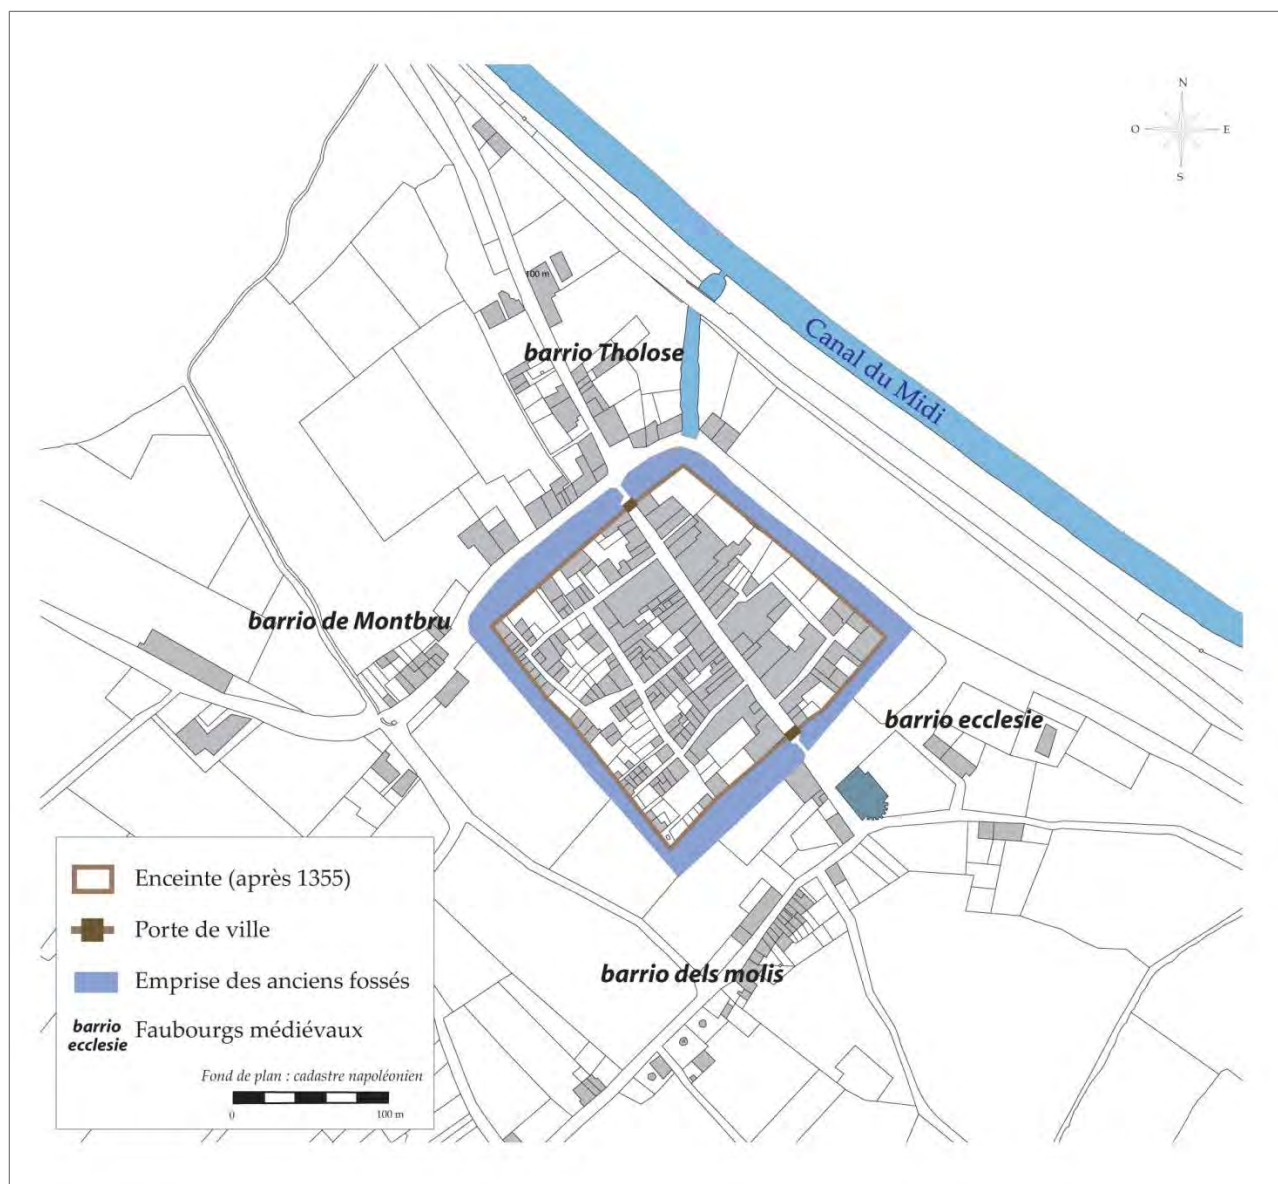 N
O
E
S
100 m
barrio Tholose
Canal du Midi
barrio de Montbru
barrio ecclesie
barrio dels molis
Enceinte (après 1355)
Porte de ville
Emprise des anciens fossés
barrio
ecclesie
Faubourgs médiévaux
Fond de plan : cadastre napoléonien
0
100 m